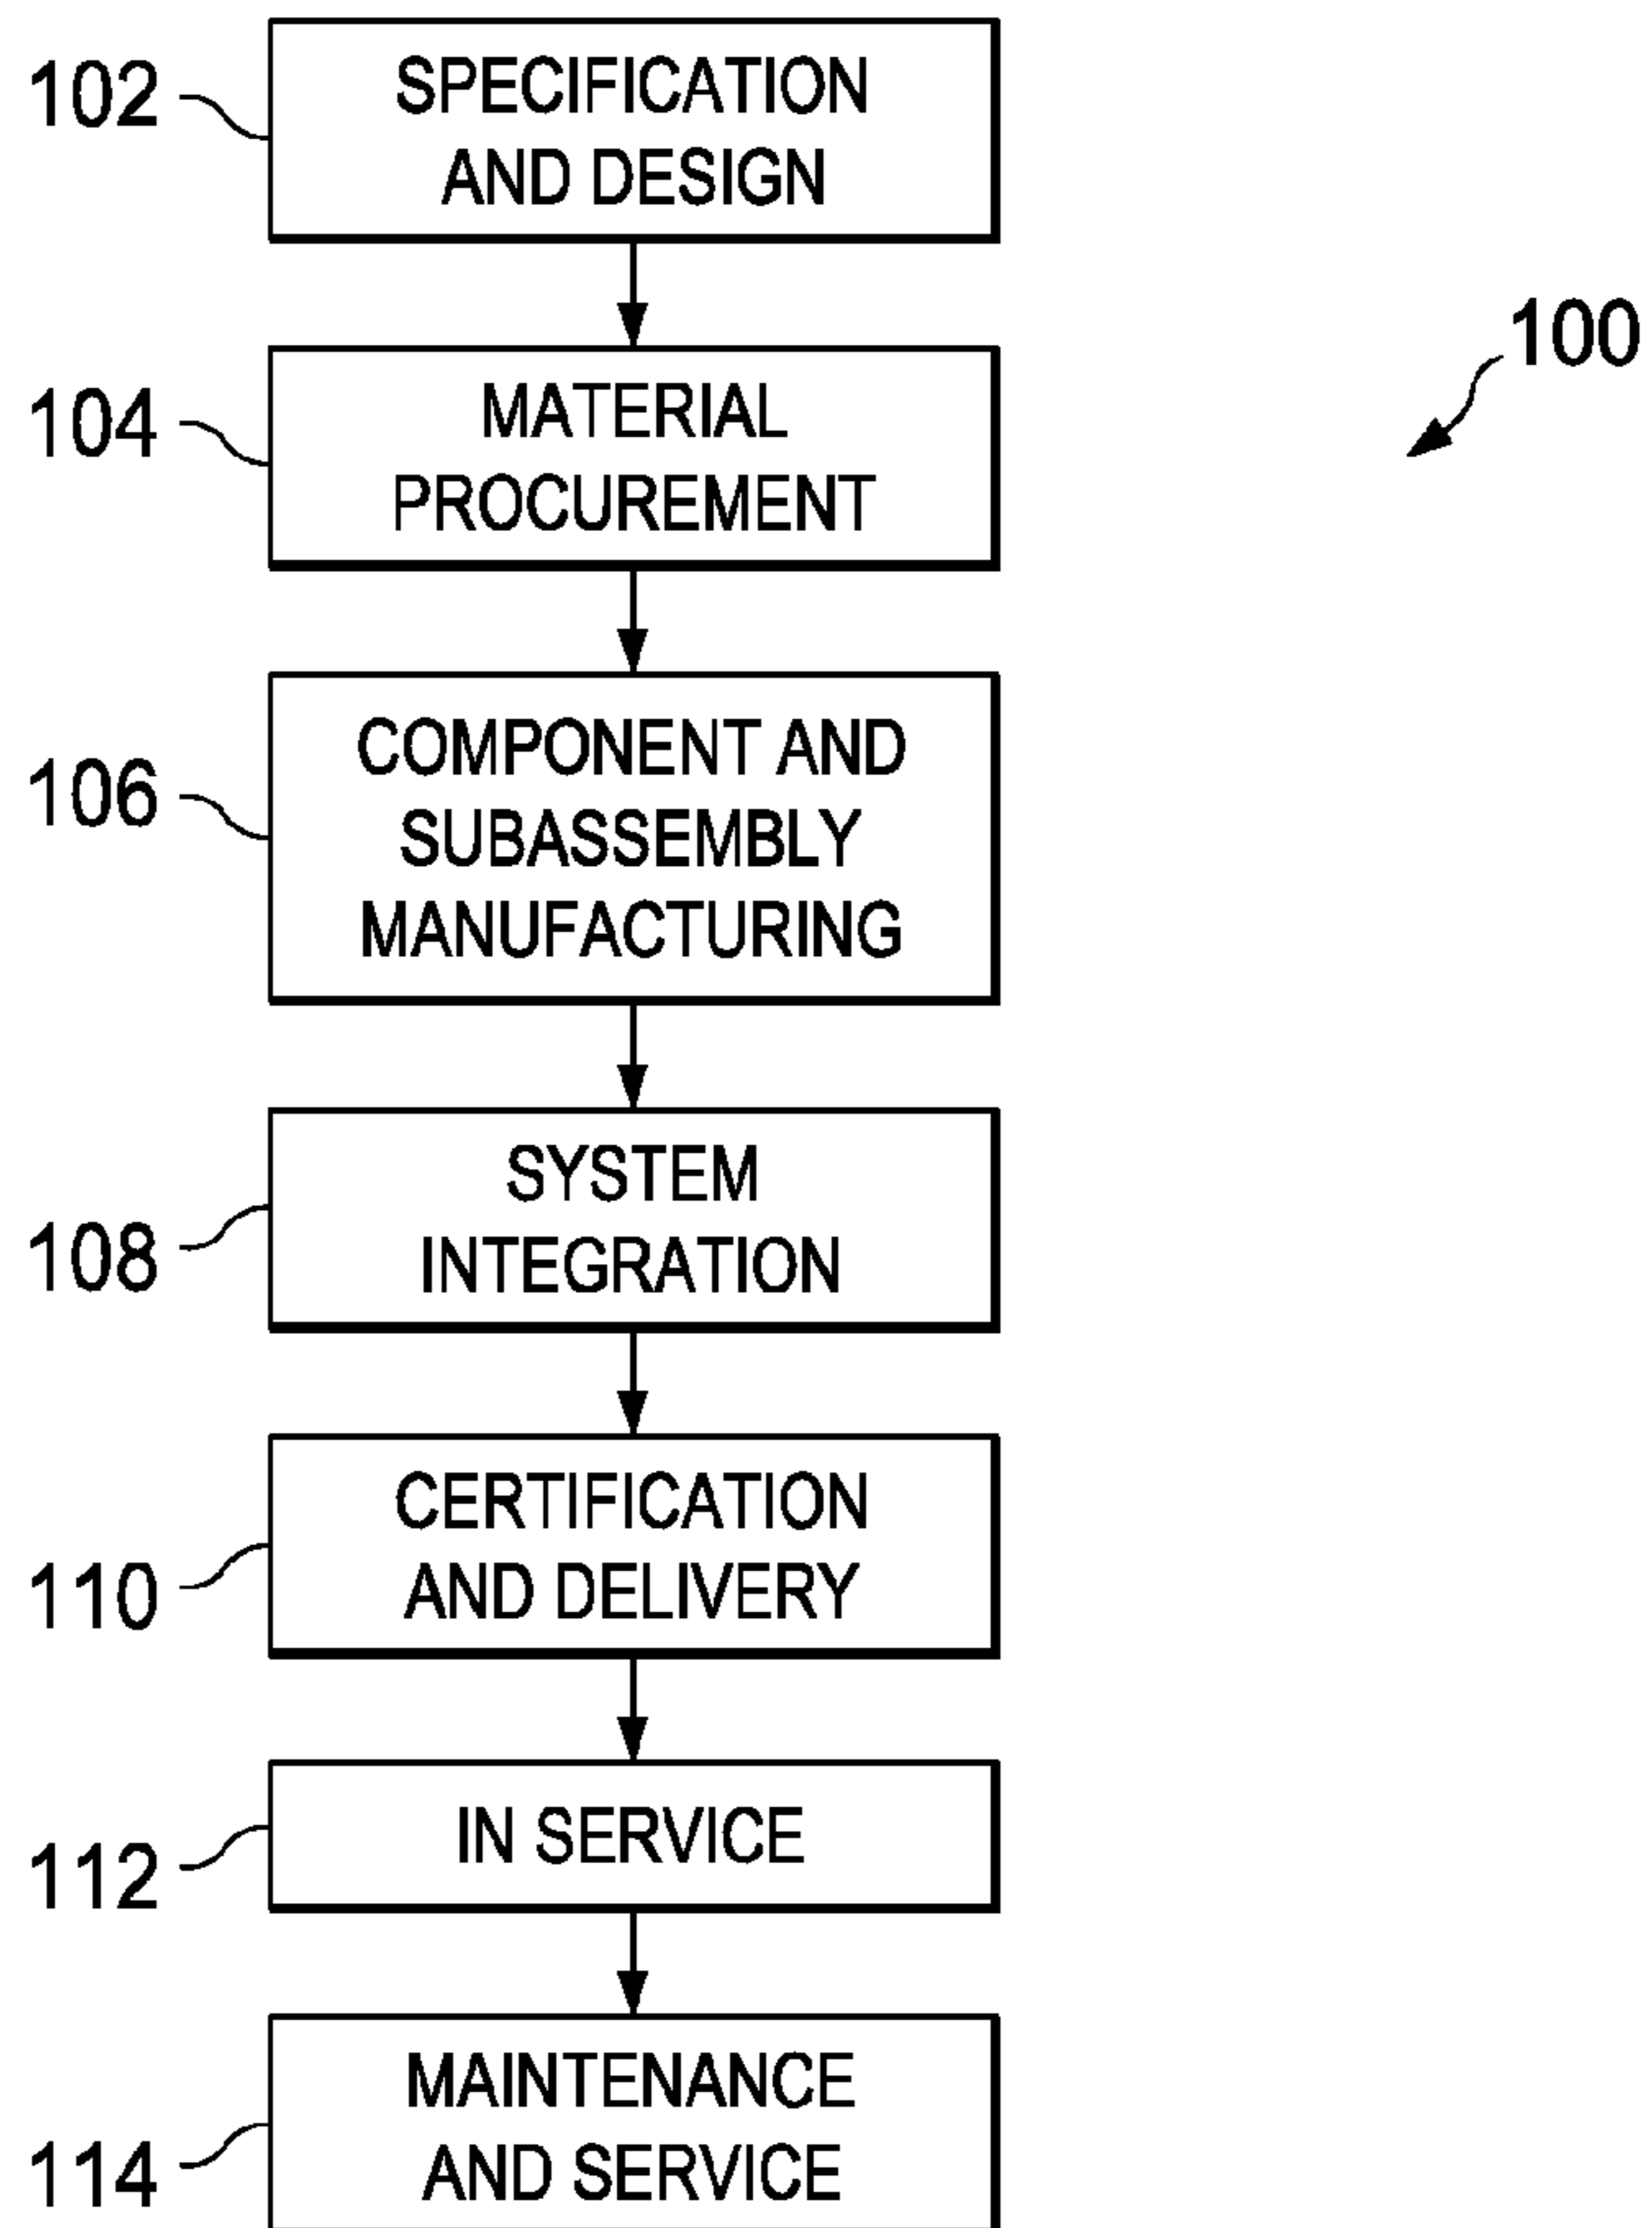 102
SPECIFICATION
AND DESIGN
100
104
MATERIAL
PROCUREMENT
106
COMPONENT AND
SUBASSEMBLY
MANUFACTURING
108
SYSTEM
INTEGRATION
110
CERTIFICATION
AND DELIVERY
112
IN SERVICE
114
MAINTENANCE
AND SERVICE